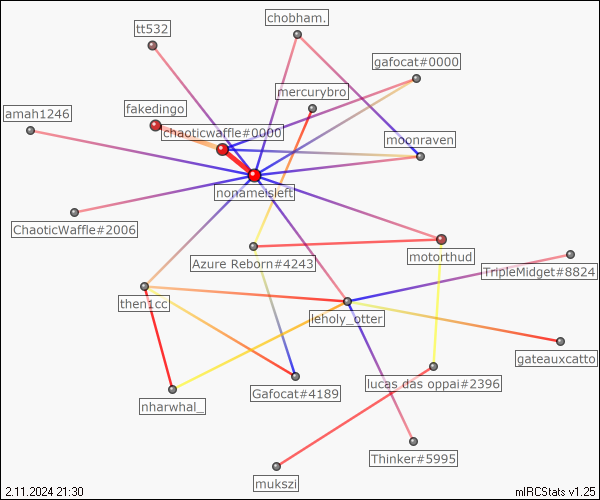 chobham.
tt532
gafocat#0000
mercurybro
fakedingo
amah1246
chaoticwaffle#0000
moonraven
nonameisleft
ChaoticWaffle#2006
motorthud
Azure Reborn#4243
TripleMidget#8824
then1cc
leholy_otter
gateauxcatto
lucas das oppai#2396
Gafocat#4189
nharwhal_
Thinker#5995
mukszi
2.11.2024 21:30
mIRCStats v1.25